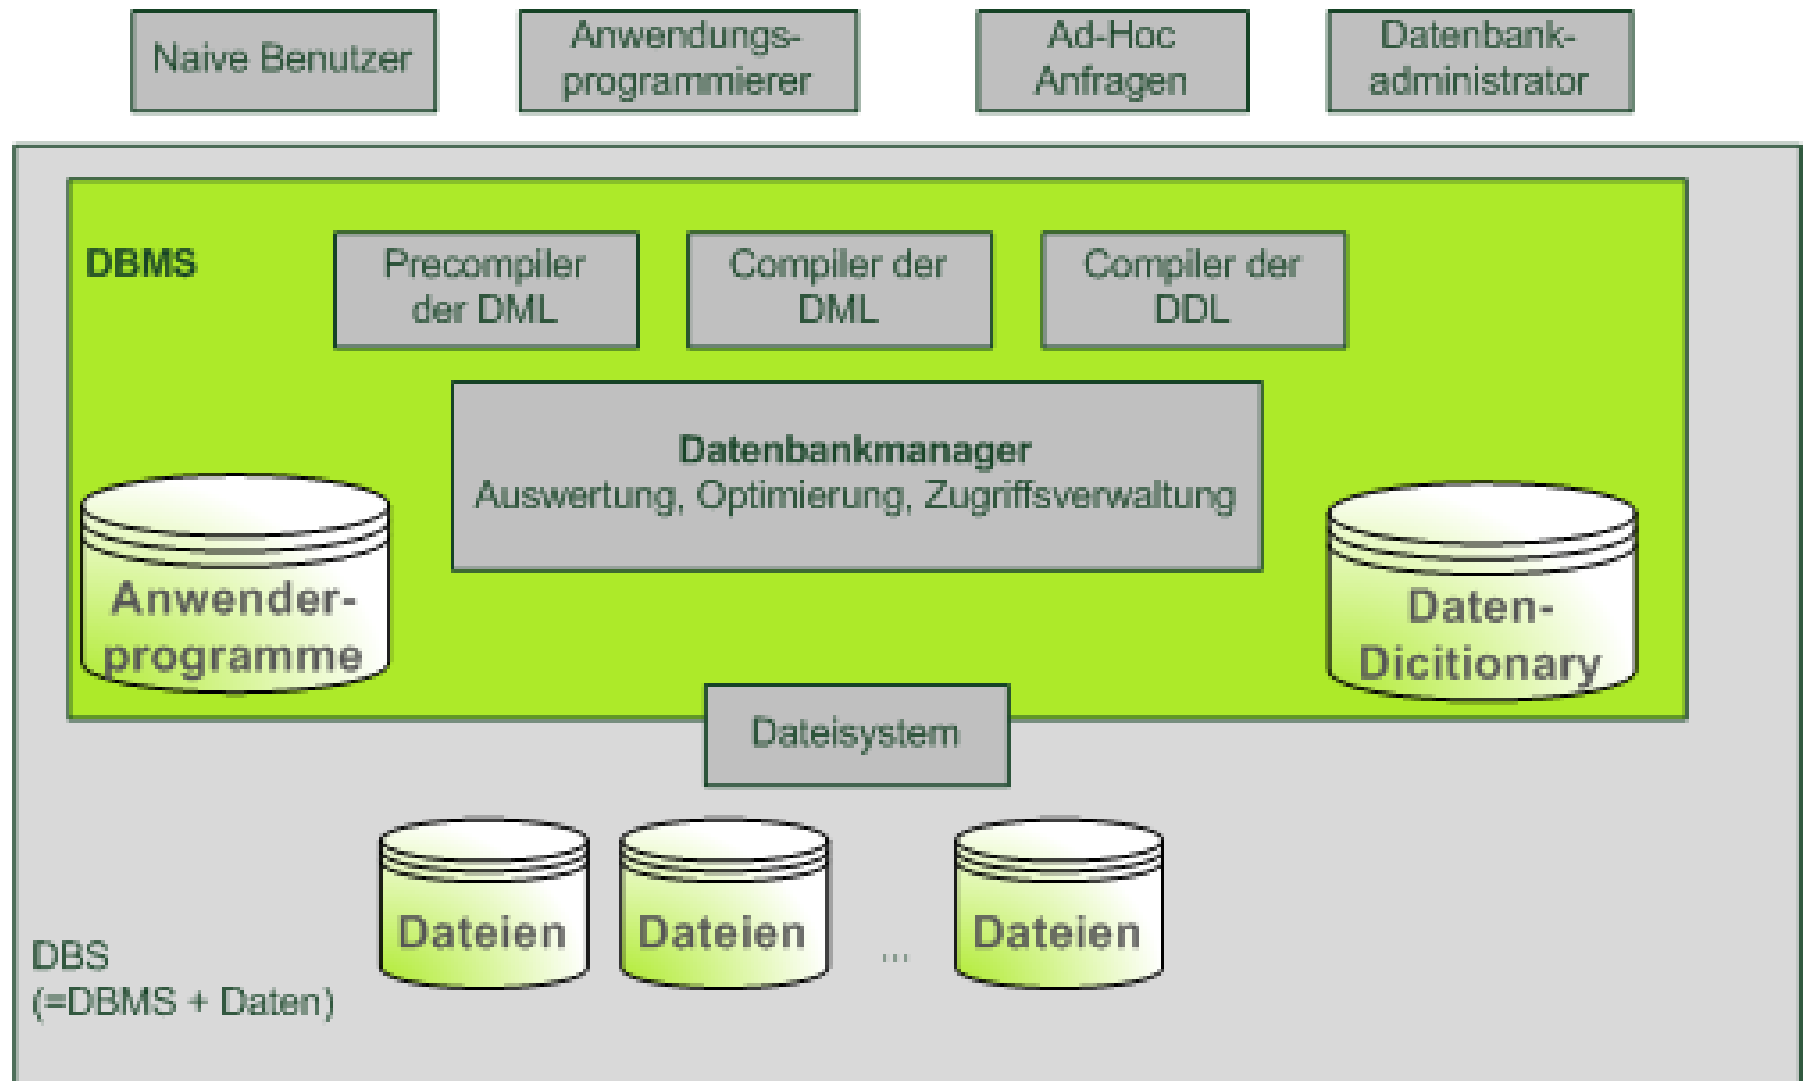 Naive Benutzer
Anwendungs-
programmierer
Ad-Hoc
Anfragen
Datenbank-
administrator
DBMS
Precompiler
der DML
Compiler der
DML
Compiler der
DDL
Datenbankmanager
Auswertung, Optimierung, Zugriffsverwaltung
Anwender-
programme
Daten-
Dicitionary
Dateisystem
Dateien
Dateien
...
Dateien
DBS
(=DBMS + Daten)